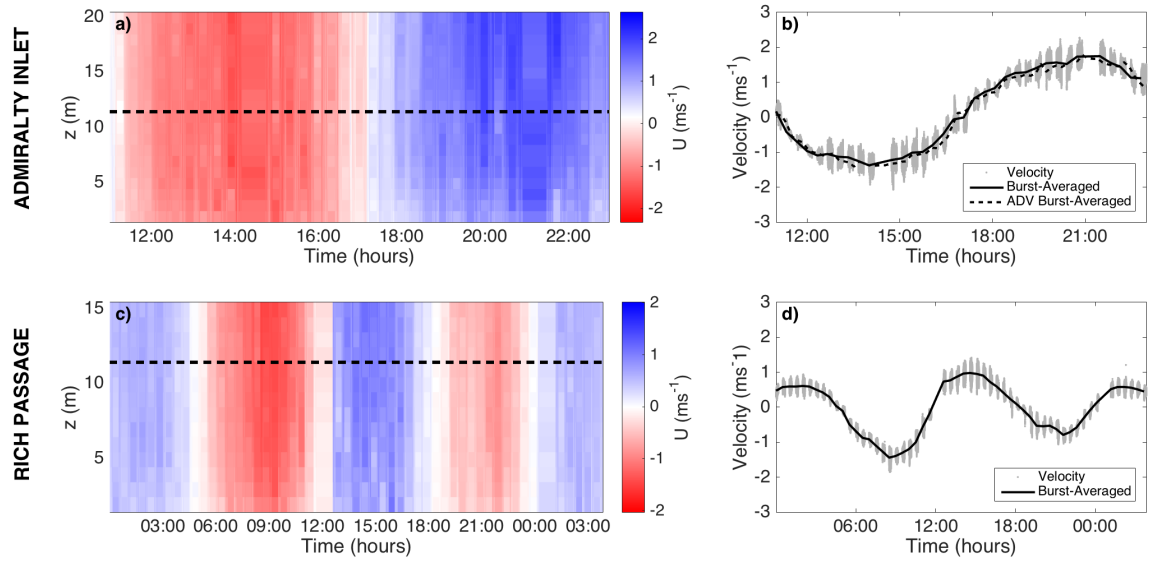 ADMIRALTY INLET
a)
20
15
10
5
z (m)
12:00 14:00 16:00 18:00 20:00 22:00
Time (hours)
2
1
0
-1
-2
U (ms-1)
b)
3
2
1
0
-1
-2
-3
Velocity (ms-1)
Velocity
Burst-Averaged
ADV Burst-Averaged
12:00 15:00 18:00 21:00
Time (hours)
RICH PASSAGE
c)
15
10
5
z (m)
03:00 06:00 09:00 12:00 15:00 18:00 21:00 00:00 03:00
Time (hours)
2
1
0
-1
-2
U (ms-1)
d)
3
2
1
0
-1
-2
-3
Velocity (ms-1)
Velocity
Burst-Averaged
06:00 12:00 18:00 00:00
Time (hours)